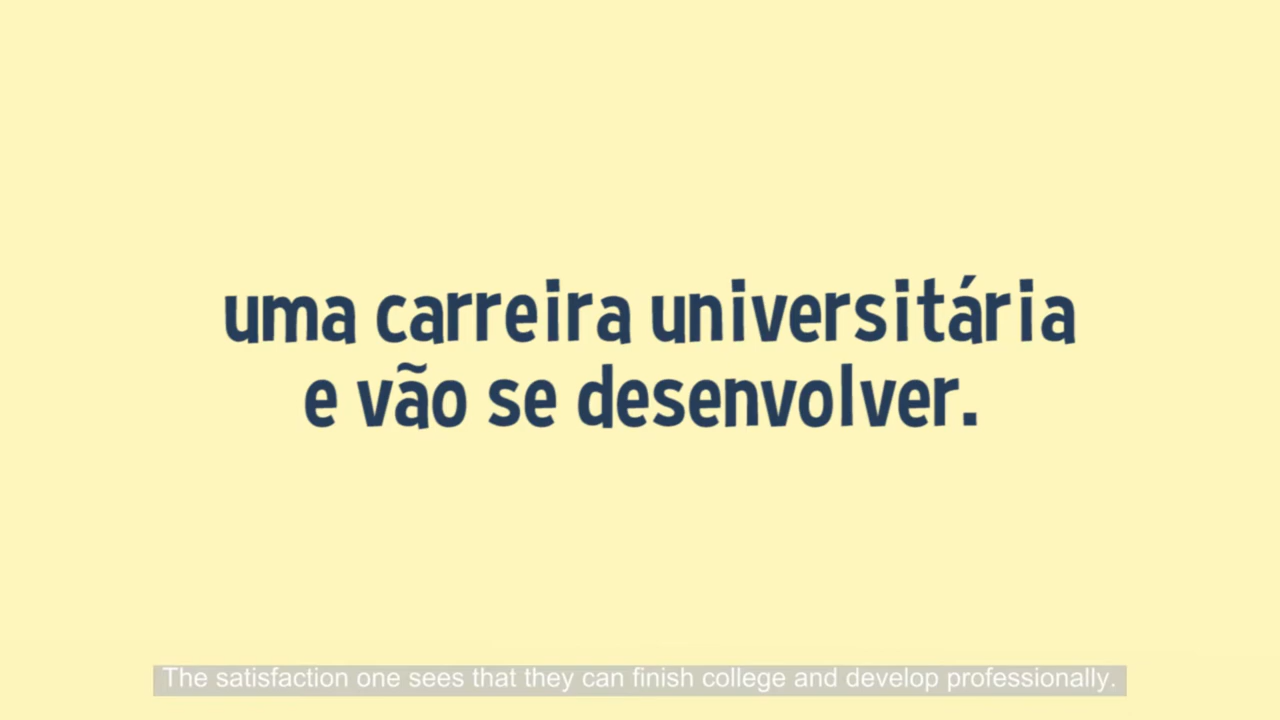 uma carreira universitária
e vão se desenvolver.
The satisfaction one sees that they can finish college and develop professionally.